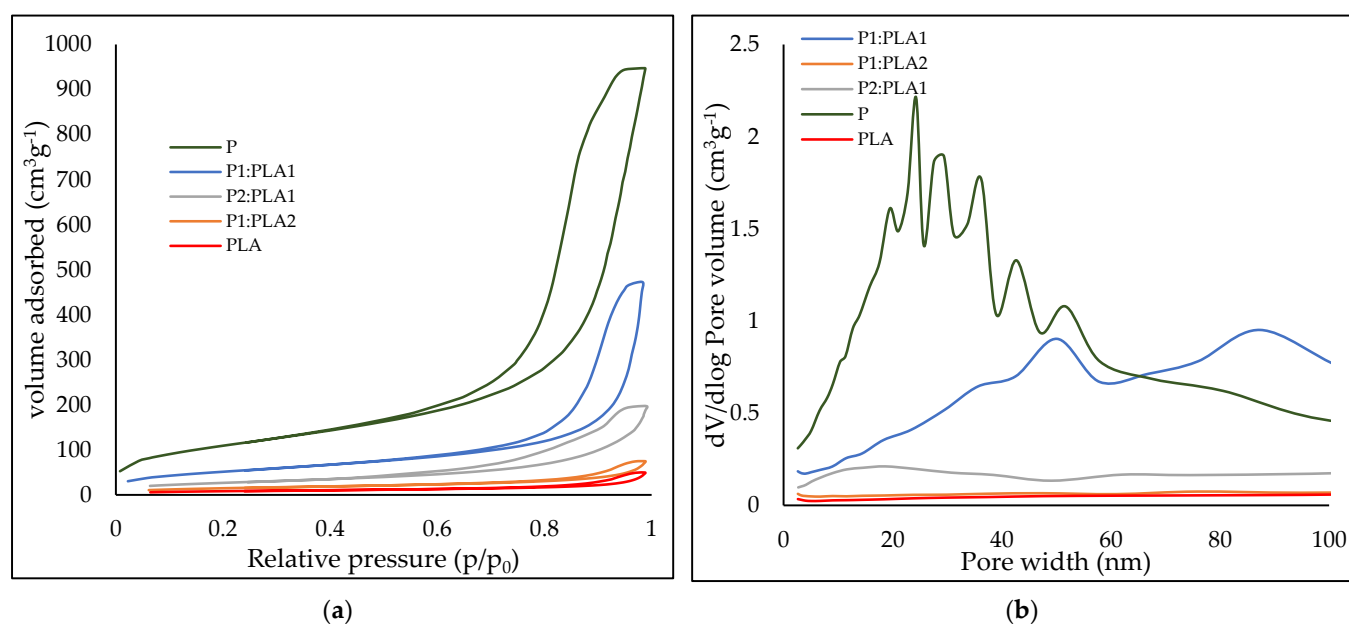 1000
900
800
700
600
500
400
300
200
100
0
volume adsorbed (cm³g⁻¹)
P
P1:PLA1
P2:PLA1
P1:PLA2
PLA
0 0.2 0.4 0.6 0.8 1
Relative pressure (p/p₀)
(a)
2.5
2
1.5
1
0.5
0
dV/dlog Pore volume (cm³g⁻¹)
P1:PLA1
P1:PLA2
P2:PLA1
P
PLA
0 20 40 60 80 100
Pore width (nm)
(b)